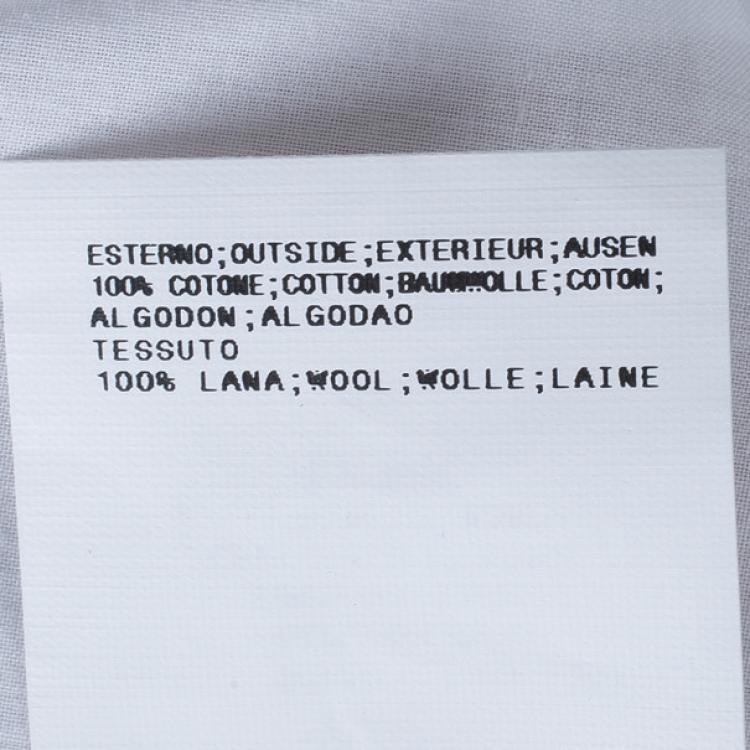 ESTERNO;OUTSIDE;EXTERIEUR;AUSEN
100% COTONE;COTTON;BAUMWOLLE;COTON;
ALGODON;ALGODAO
TESSUTO
100% LANA;WOOL;WOLLE;LAINE